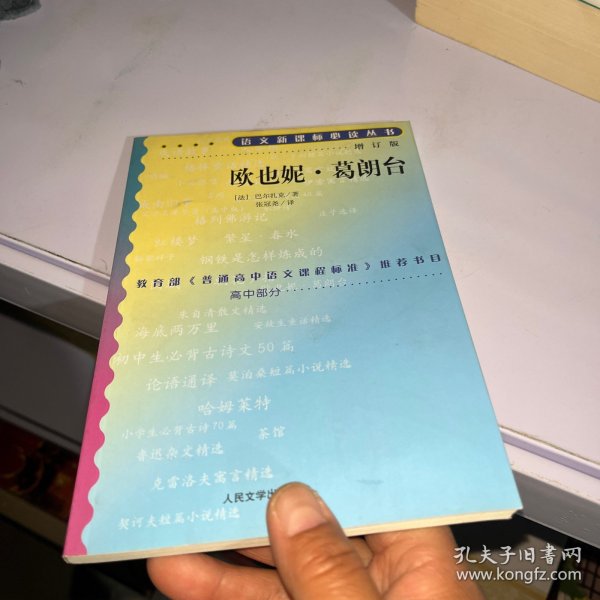 语文新课标必读丛书
增订版
欧也妮·葛朗台
[法] 巴尔扎克/著
张冠尧/译
格列佛游记
红楼梦 繁星·春水
钢铁是怎样炼成的
教育部《普通高中语文课程标准》推荐书目
高中部分
朱自清散文精选
海底两万里 安徒生童话精选
初中生必背古诗文50篇
论语通译 莫泊桑短篇小说精选
哈姆莱特
小学生必背古诗70篇 茶馆
鲁迅杂文精选
克雷洛夫寓言精选
人民文学出
契诃夫短篇小说精选
孔夫子旧书网
www.kongfz.com